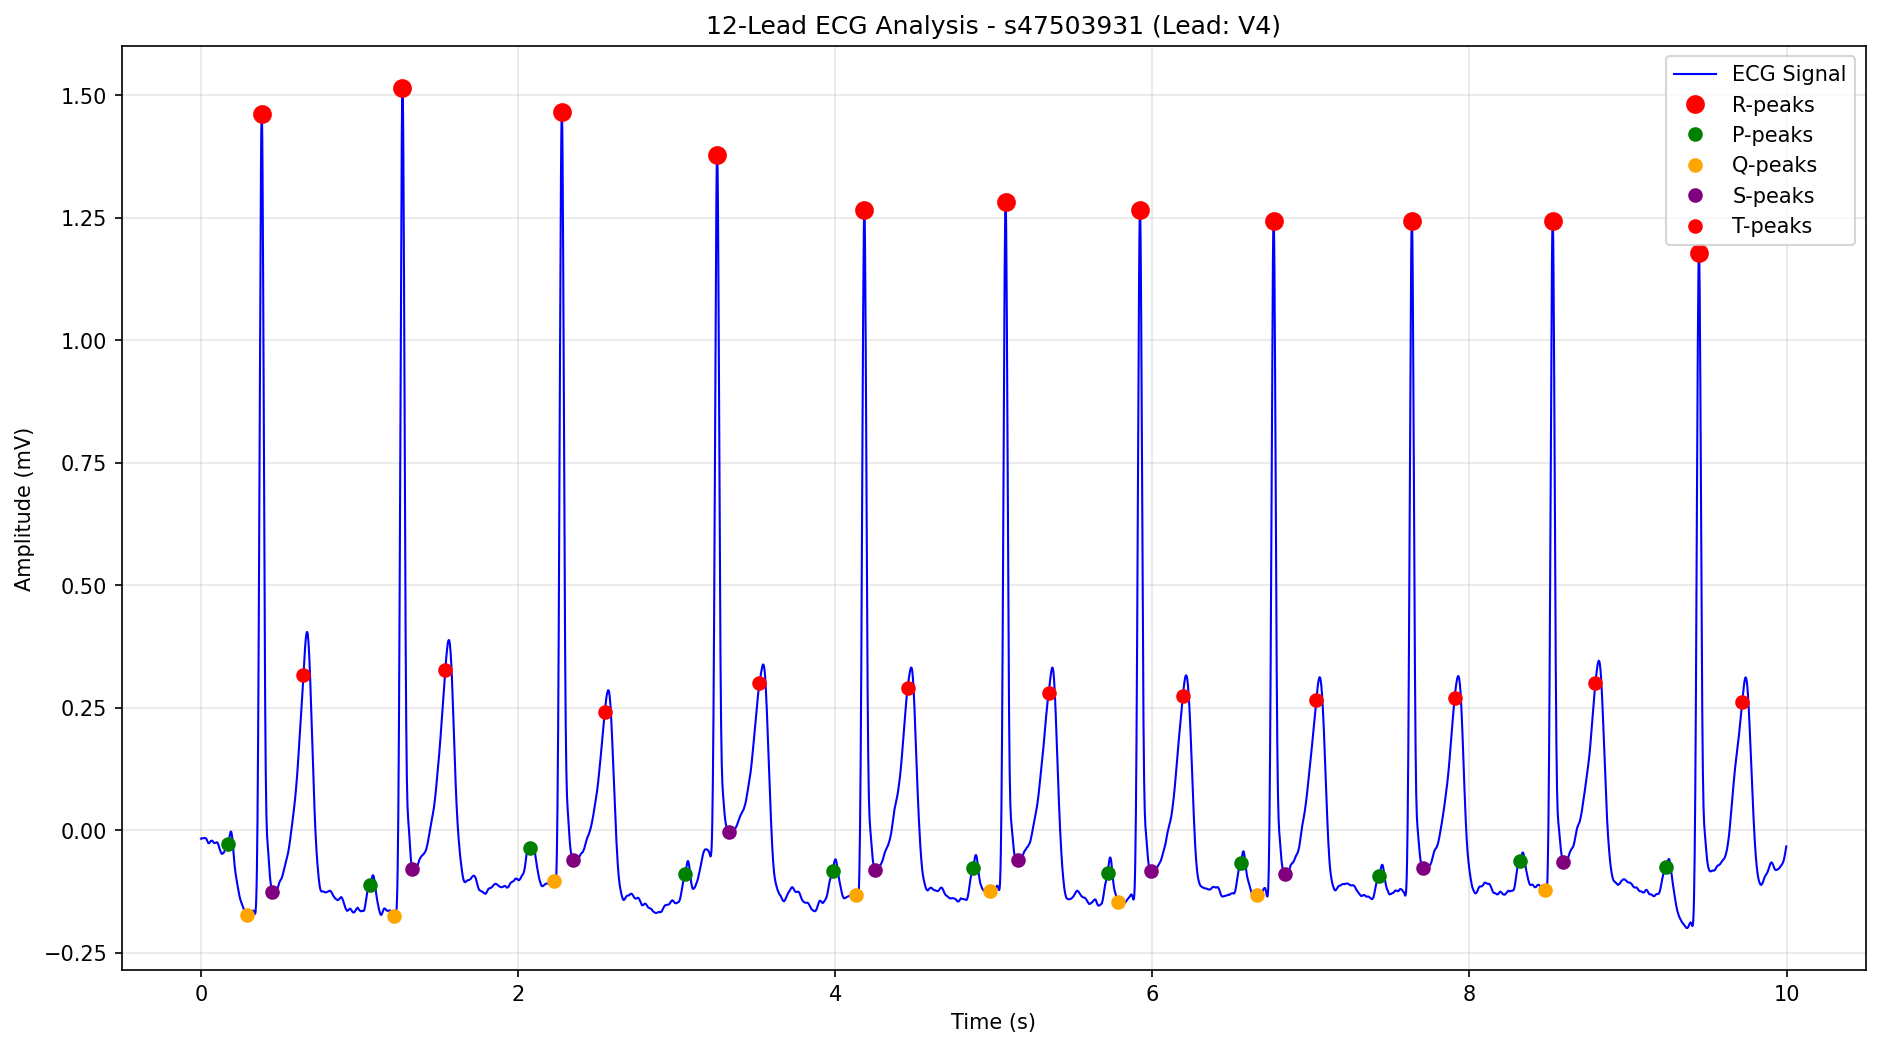 12-Lead ECG Analysis - s47503931 (Lead: V4)
ECG Signal
R-peaks
P-peaks
Q-peaks
S-peaks
T-peaks
Amplitude (mV)
1.50
1.25
1.00
0.75
0.50
0.25
0.00
−0.25
0 2 4 6 8 10
Time (s)